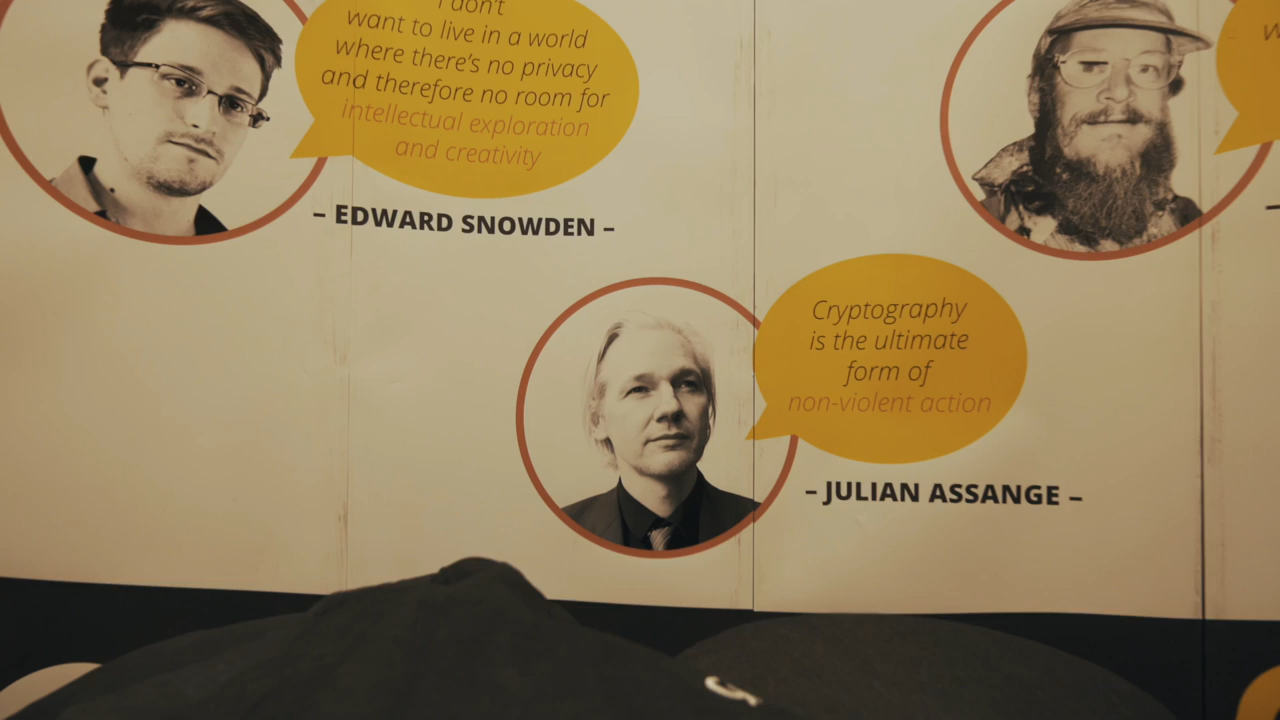 I don't
want to live in a world
where there's no privacy
and therefore no room for
intellectual exploration
and creativity
– EDWARD SNOWDEN –
Cryptography
is the ultimate
form of
non-violent action
– JULIAN ASSANGE –